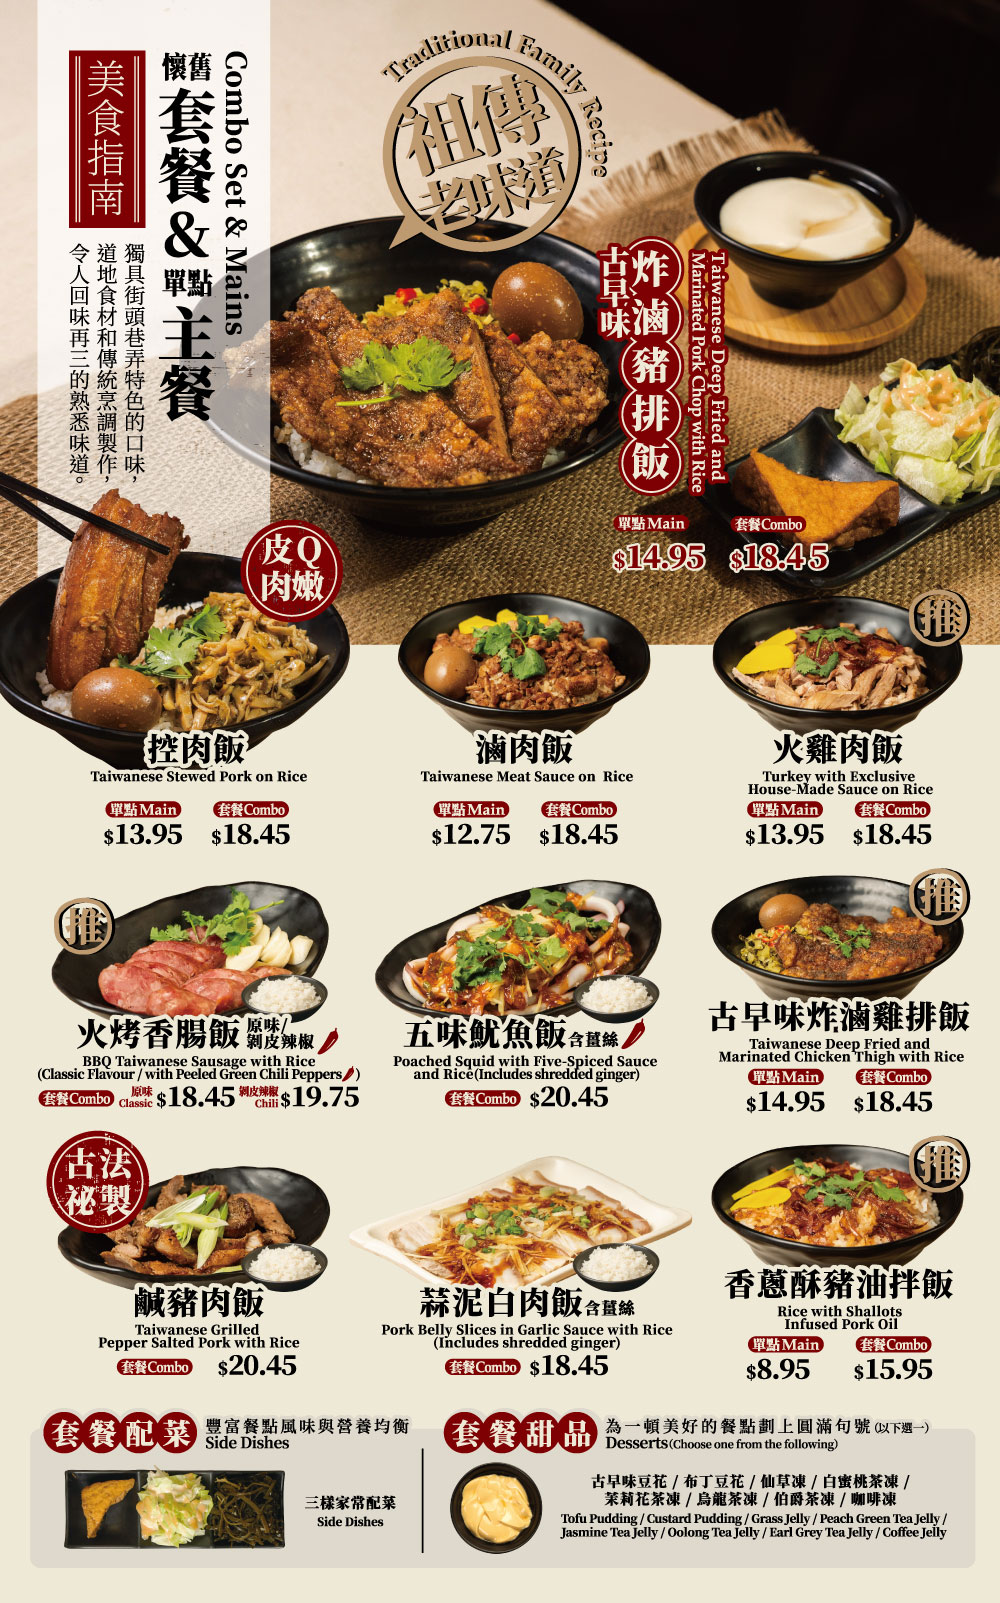 美食指南
懷舊套餐&單點主餐
Combo Set & Mains
獨具街頭巷弄特色的口味，
道地食材和傳統烹調製作，
令人回味再三的熟悉味道。
Traditional Family Recipe
祖傳
老味道
古早味
炸滷豬排飯
Taiwanese Deep Fried and
Marinated Pork Chop with Rice
單點Main 套餐Combo
$14.95 $18.45
皮Q
肉嫩
控肉飯
Taiwanese Stewed Pork on Rice
單點Main 套餐Combo
$13.95 $18.45
滷肉飯
Taiwanese Meat Sauce on Rice
單點Main 套餐Combo
$12.75 $18.45
推
火雞肉飯
Turkey with Exclusive
House-Made Sauce on Rice
單點Main 套餐Combo
$13.95 $18.45
推
火烤香腸飯 原味/剝皮辣椒
BBQ Taiwanese Sausage with Rice
(Classic Flavour / with Peeled Green Chili Peppers)
套餐Combo 原味 Classic $18.45 剝皮辣椒 Chili $19.75
五味魷魚飯 含薑絲
Poached Squid with Five-Spiced Sauce
and Rice(Includes shredded ginger)
套餐Combo $20.45
推
古早味炸滷雞排飯
Taiwanese Deep Fried and
Marinated Chicken Thigh with Rice
單點Main 套餐Combo
$14.95 $18.45
古法
祕製
鹹豬肉飯
Taiwanese Grilled
Pepper Salted Pork with Rice
套餐Combo $20.45
蒜泥白肉飯 含薑絲
Pork Belly Slices in Garlic Sauce with Rice
(Includes shredded ginger)
套餐Combo $18.45
推
香蔥酥豬油拌飯
Rice with Shallots
Infused Pork Oil
單點Main 套餐Combo
$8.95 $15.95
套餐配菜 豐富餐點風味與營養均衡
Side Dishes
三樣家常配菜
Side Dishes
套餐甜品 為一頓美好的餐點劃上圓滿句號(以下選一)
Desserts(Choose one from the following)
古早味豆花 / 布丁豆花 / 仙草凍 / 白蜜桃茶凍 /
茉莉花茶凍 / 烏龍茶凍 / 伯爵茶凍 / 咖啡凍
Tofu Pudding / Custard Pudding / Grass Jelly / Peach Green Tea Jelly /
Jasmine Tea Jelly / Oolong Tea Jelly / Earl Grey Tea Jelly / Coffee Jelly